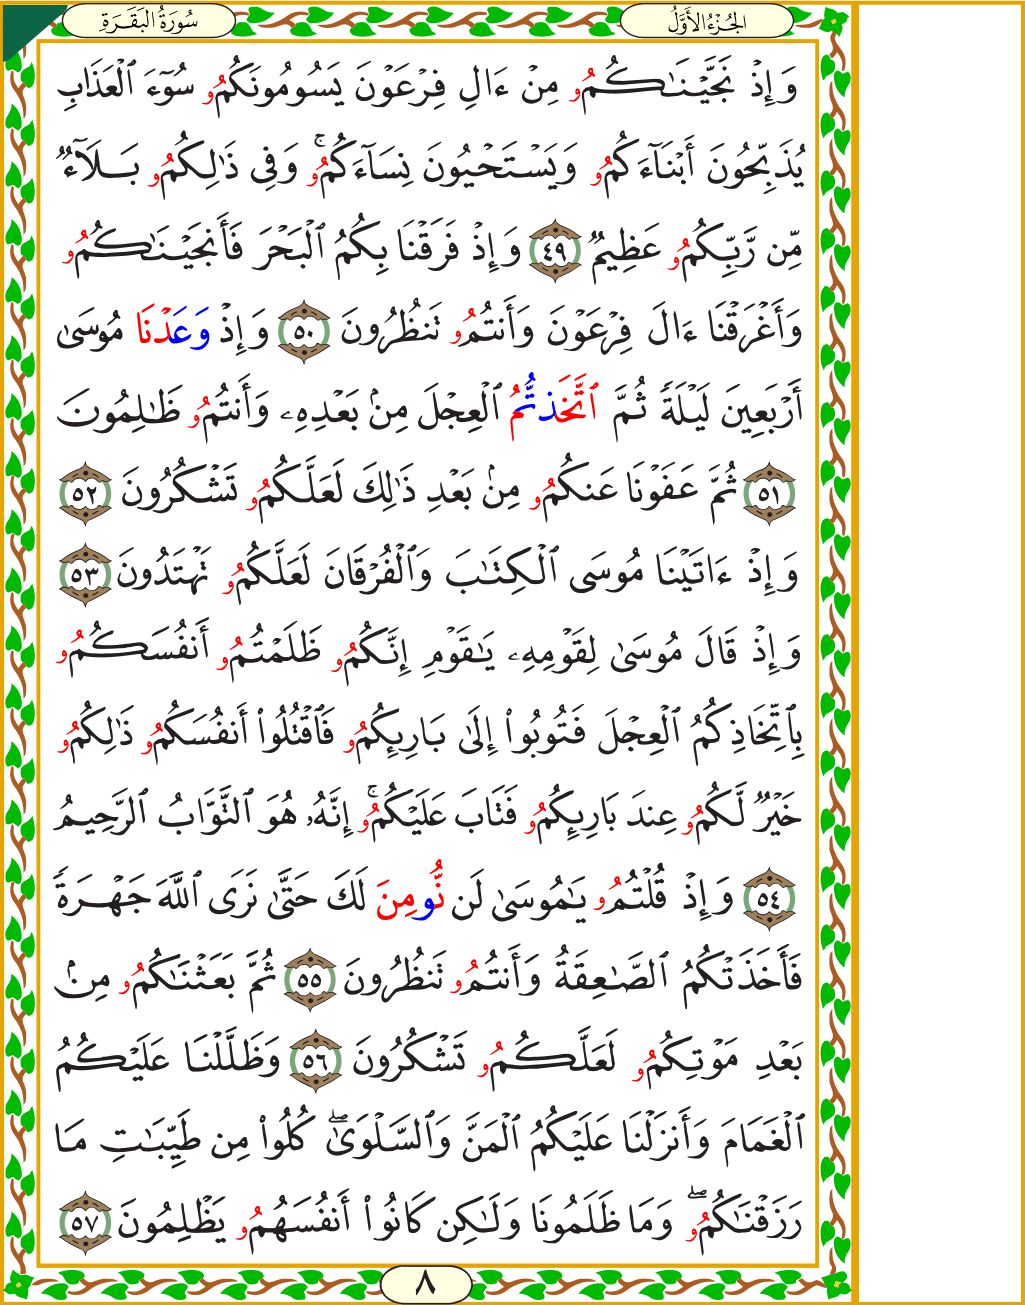 الجُزْءُ الأَوَّلُ
سُورَةُ البَقَرَةِ
وَإِذْ نَجَّيْنَٰكُمُۥ مِنْ ءَالِ فِرْعَوْنَ يَسُومُونَكُمُۥ سُوٓءَ ٱلْعَذَابِ
يُذَبِّحُونَ أَبْنَآءَكُمُۥ وَيَسْتَحْيُونَ نِسَآءَكُمُۥۚ وَفِى ذَٰلِكُمُۥ بَلَآءٌ
مِّن رَّبِّكُمُۥ عَظِيمٌ ٤٩ وَإِذْ فَرَقْنَا بِكُمُ ٱلْبَحْرَ فَأَنجَيْنَٰكُمُۥ
وَأَغْرَقْنَا ءَالَ فِرْعَوْنَ وَأَنتُمُۥ تَنظُرُونَ ٥٠ وَإِذْ وَعَدْنَا مُوسَىٰ
أَرْبَعِينَ لَيْلَةً ثُمَّ ٱتَّخَذتُّمُ ٱلْعِجْلَ مِنۢ بَعْدِهِۦ وَأَنتُمُۥ ظَٰلِمُونَ
٥١ ثُمَّ عَفَوْنَا عَنكُمُۥ مِنۢ بَعْدِ ذَٰلِكَ لَعَلَّكُمُۥ تَشْكُرُونَ ٥٢
وَإِذْ ءَاتَيْنَا مُوسَى ٱلْكِتَٰبَ وَٱلْفُرْقَانَ لَعَلَّكُمُۥ تَهْتَدُونَ ٥٣
وَإِذْ قَالَ مُوسَىٰ لِقَوْمِهِۦ يَٰقَوْمِ إِنَّكُمُۥ ظَلَمْتُمُۥ أَنفُسَكُمُۥ
بِٱتِّخَاذِكُمُ ٱلْعِجْلَ فَتُوبُوٓا۟ إِلَىٰ بَارِئِكُمُۥ فَٱقْتُلُوٓا۟ أَنفُسَكُمُۥ ذَٰلِكُمُۥ
خَيْرٌ لَّكُمُۥ عِندَ بَارِئِكُمُۥ فَتَابَ عَلَيْكُمُۥۚ إِنَّهُۥ هُوَ ٱلتَّوَّابُ ٱلرَّحِيمُ
٥٤ وَإِذْ قُلْتُمُۥ يَٰمُوسَىٰ لَن نُّومِنَ لَكَ حَتَّىٰ نَرَى ٱللَّهَ جَهْرَةً
فَأَخَذَتْكُمُ ٱلصَّٰعِقَةُ وَأَنتُمُۥ تَنظُرُونَ ٥٥ ثُمَّ بَعَثْنَٰكُمُۥ مِنۢ
بَعْدِ مَوْتِكُمُۥ لَعَلَّكُمُۥ تَشْكُرُونَ ٥٦ وَظَلَّلْنَا عَلَيْكُمُ
ٱلْغَمَامَ وَأَنزَلْنَا عَلَيْكُمُ ٱلْمَنَّ وَٱلسَّلْوَىٰۖ كُلُوا۟ مِن طَيِّبَٰتِ مَا
رَزَقْنَٰكُمُۥۖ وَمَا ظَلَمُونَا وَلَٰكِن كَانُوٓا۟ أَنفُسَهُمُۥ يَظْلِمُونَ ٥٧
٨